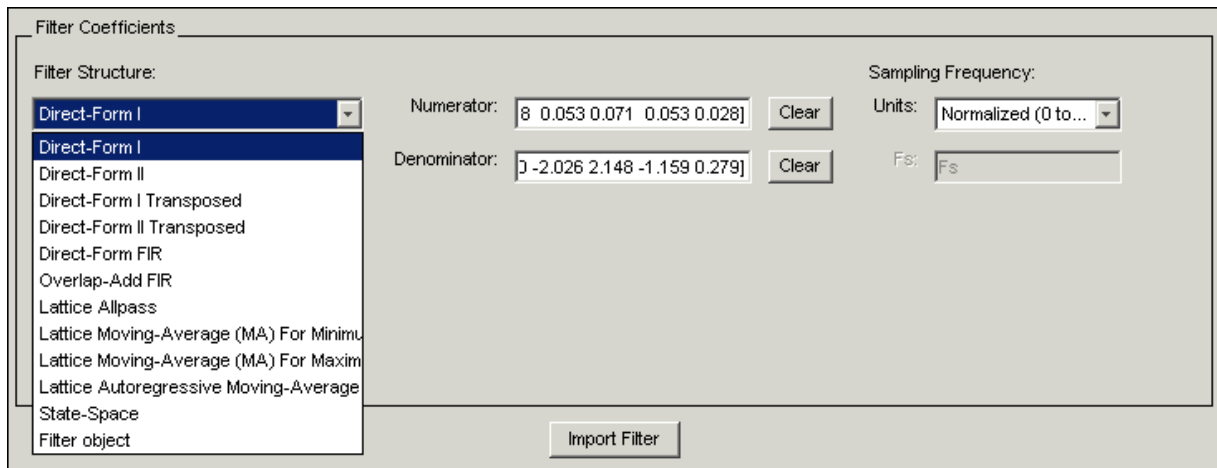 Filter Coefficients
Filter Structure:
Direct-Form I
Direct-Form I
Direct-Form II
Direct-Form I Transposed
Direct-Form II Transposed
Direct-Form FIR
Overlap-Add FIR
Lattice Allpass
Lattice Moving-Average (MA) For Minimu
Lattice Moving-Average (MA) For Maxim
Lattice Autoregressive Moving-Average
State-Space
Filter object
Numerator: 8 0.053 0.071 0.053 0.028] Clear
Denominator: 0 -2.026 2.148 -1.159 0.279] Clear
Sampling Frequency:
Units: Normalized (0 to...
Fs: Fs
Import Filter